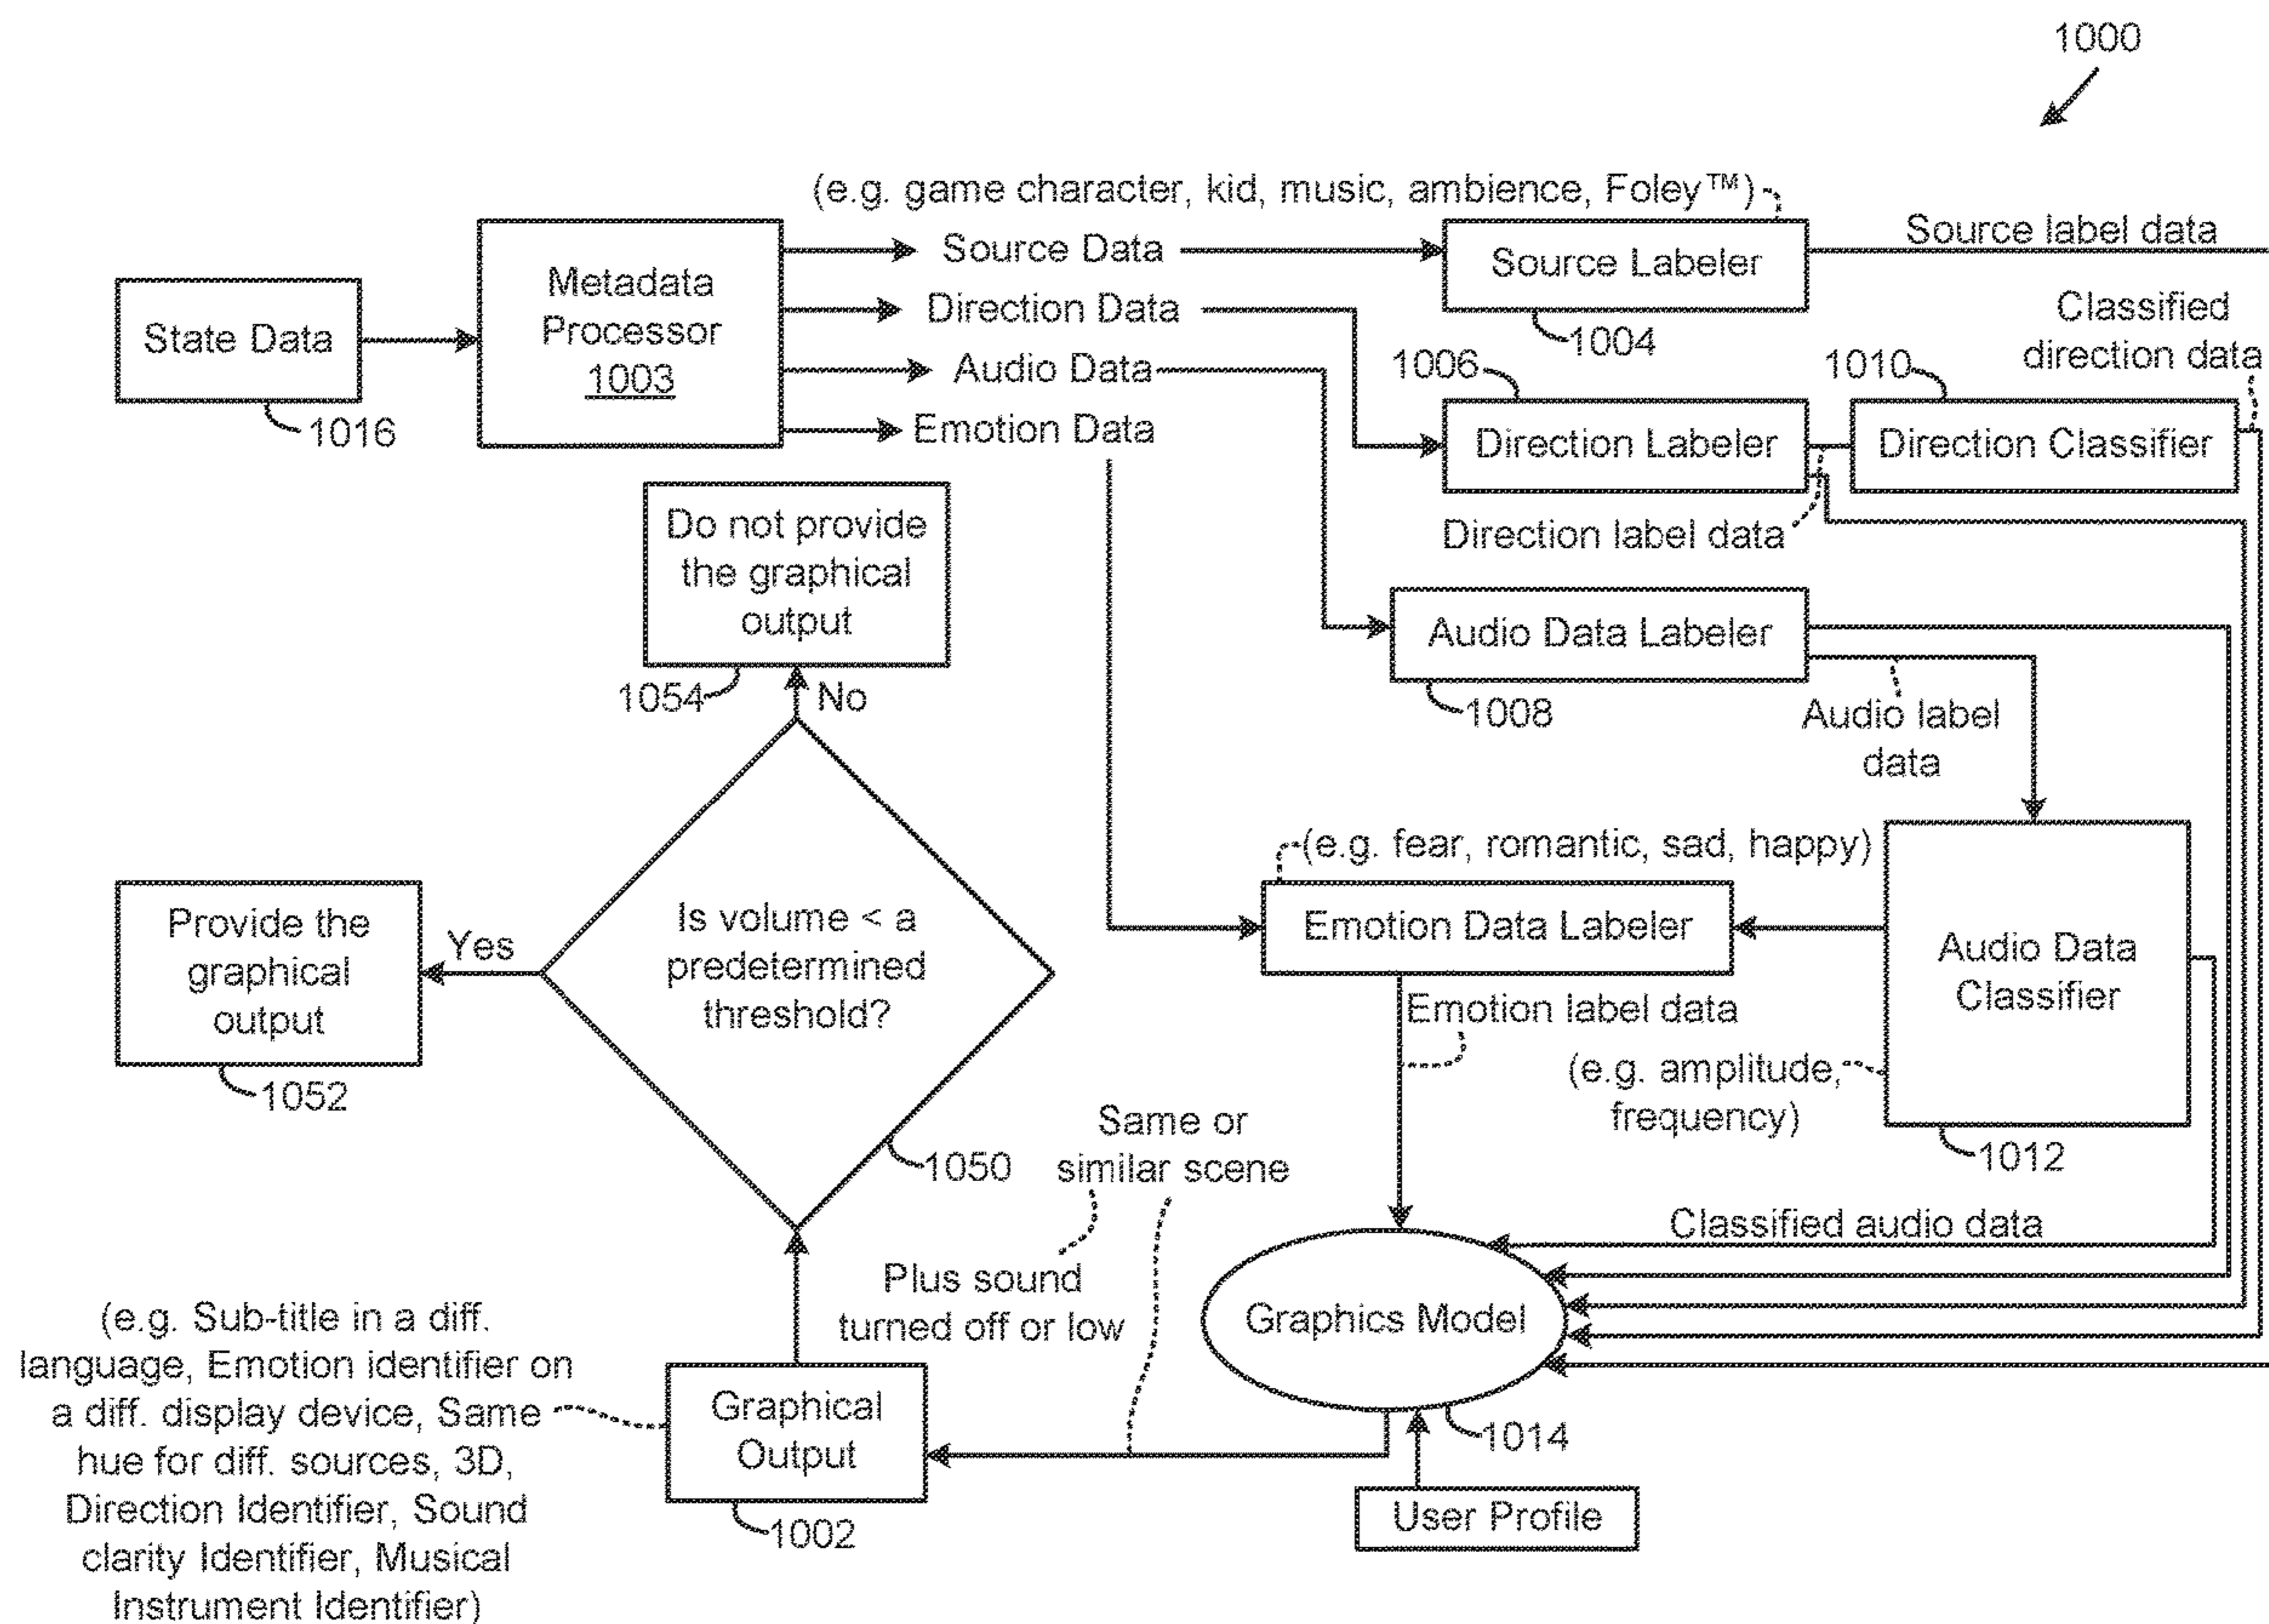 1000
(e.g. game character, kid, music, ambience, Foley™)
Source Data
Source Labeler
Source label data
1004
State Data
1016
Metadata
Processor
1003
Direction Data
Audio Data
Emotion Data
1006
1010
Classified
direction data
Direction Labeler
Direction Classifier
Direction label data
Do not provide
the graphical
output
1054
No
Audio Data Labeler
1008
Audio label
data
Provide the
graphical
output
1052
Yes
Is volume < a
predetermined
threshold?
1050
(e.g. fear, romantic, sad, happy)
Emotion Data Labeler
Emotion label data
Audio Data
Classifier
(e.g. amplitude,
frequency)
1012
Same or
similar scene
Plus sound
turned off or low
Classified audio data
Graphics Model
1014
User Profile
Graphical
Output
1002
(e.g. Sub-title in a diff.
language, Emotion identifier on
a diff. display device, Same
hue for diff. sources, 3D,
Direction Identifier, Sound
clarity Identifier, Musical
Instrument Identifier)